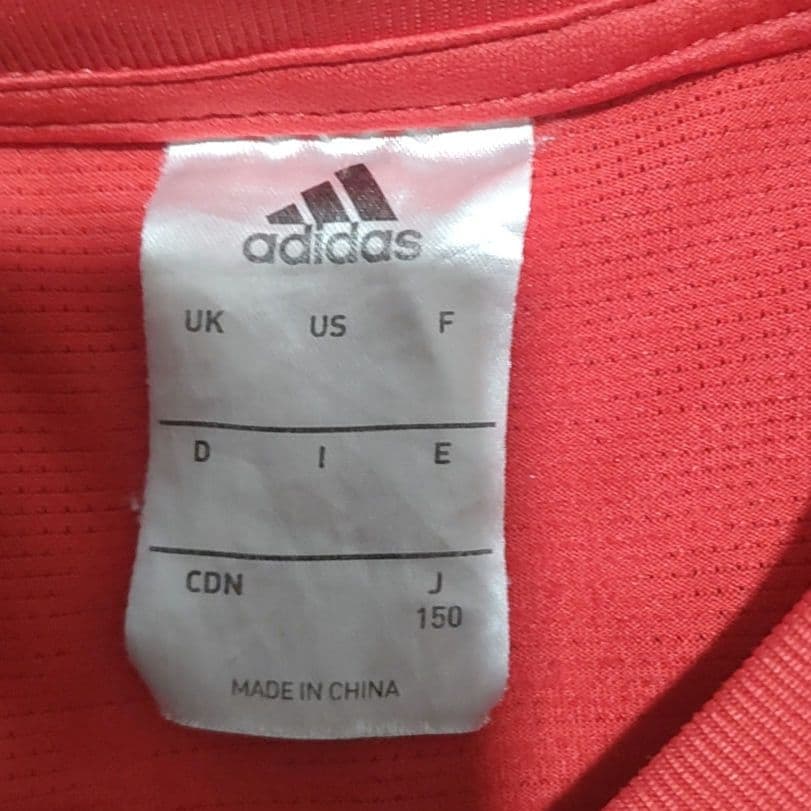 adidas
UK US F
D I E
CDN J
150
MADE IN CHINA